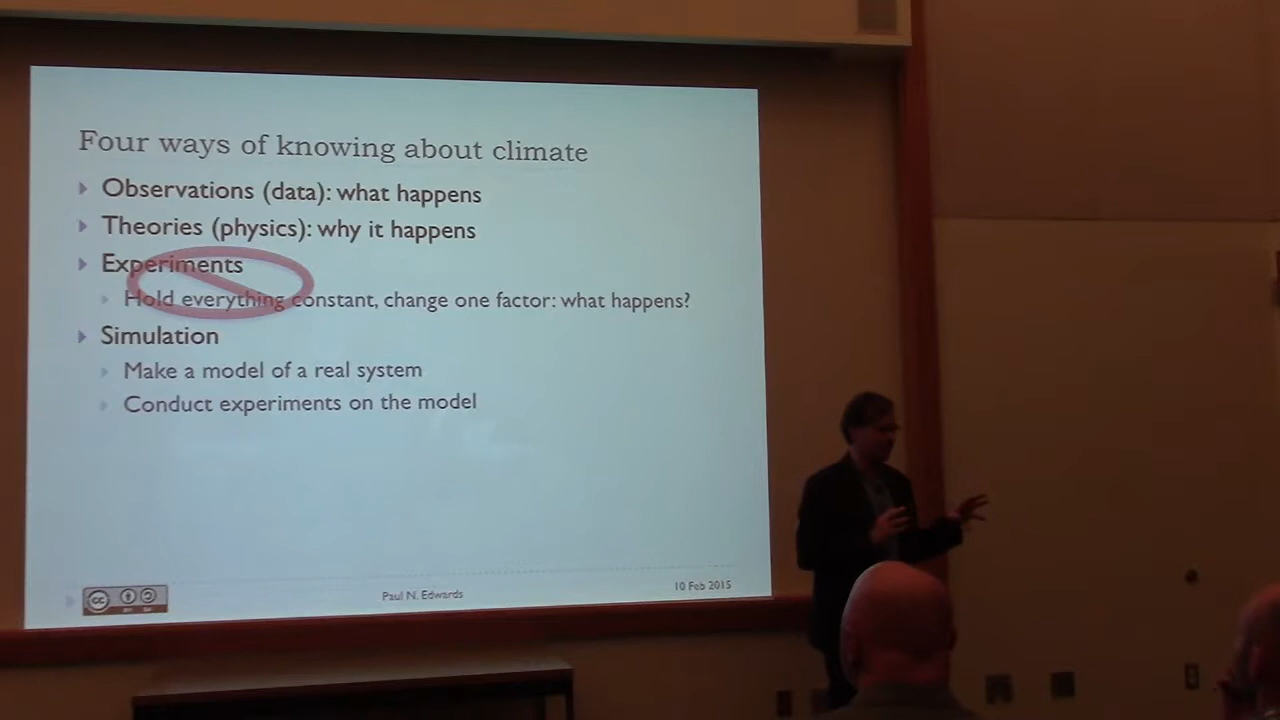 Four ways of knowing about climate
Observations (data): what happens
Theories (physics): why it happens
Experiments
Hold everything constant, change one factor: what happens?
Simulation
Make a model of a real system
Conduct experiments on the model
cc
Paul N. Edwards
10 Feb 2015